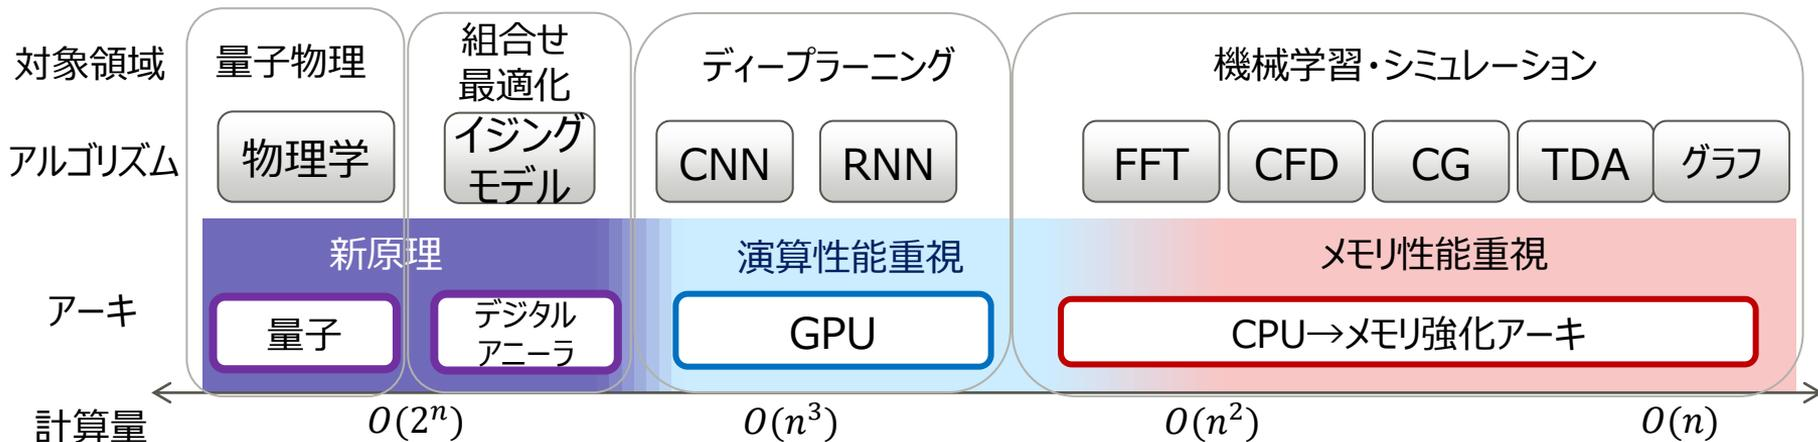 対象領域
量子物理
組合せ
最適化
ディープラーニング
機械学習・シミュレーション
アルゴリズム
物理学
イジング
モデル
CNN
RNN
FFT
CFD
CG
TDA
グラフ
新原理
演算性能重視
メモリ性能重視
アーキ
量子
デジタル
アニーラ
GPU
CPU→メモリ強化アーキ
計算量
O(2ⁿ)
O(n³)
O(n²)
O(n)